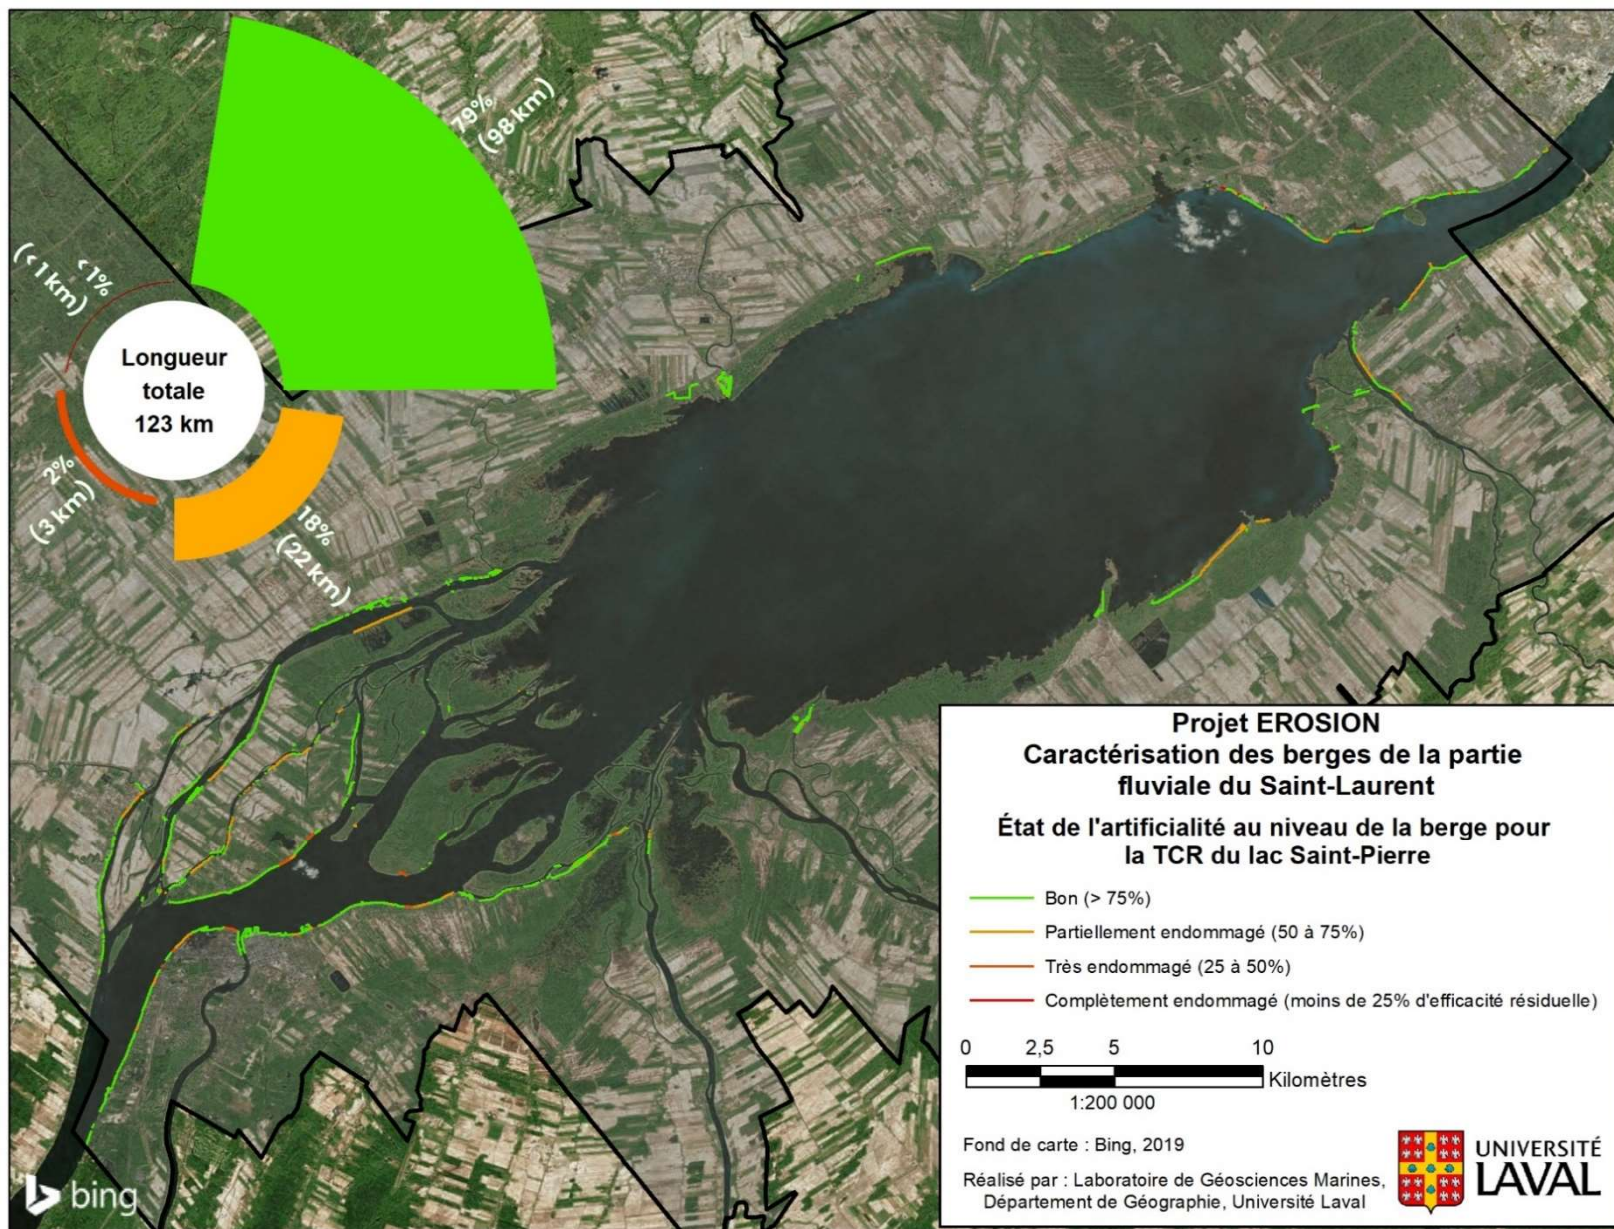 79%
(98 km)
<1%
(<1 km)
Longueur
totale
123 km
2%
(3 km)
18%
(22 km)
Projet EROSION
Caractérisation des berges de la partie
fluviale du Saint-Laurent
État de l'artificialité au niveau de la berge pour
la TCR du lac Saint-Pierre
Bon (> 75%)
Partiellement endommagé (50 à 75%)
Très endommagé (25 à 50%)
Complètement endommagé (moins de 25% d'efficacité résiduelle)
0 2,5 5 10
Kilomètres
1:200 000
Fond de carte : Bing, 2019
Réalisé par : Laboratoire de Géosciences Marines,
Département de Géographie, Université Laval
UNIVERSITÉ
LAVAL
bing